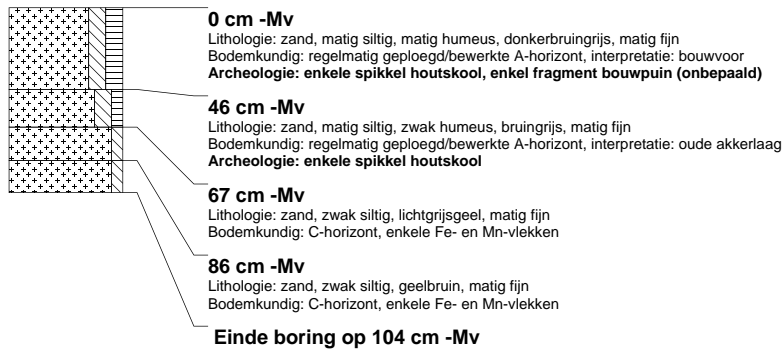 0 cm -Mv
Lithologie: zand, matig siltig, matig humeus, donkerbruingrijs, matig fijn
Bodemkundig: regelmatig geploegd/bewerkte A-horizont, interpretatie: bouwvoor
Archeologie: enkele spikkel houtskool, enkel fragment bouwpuin (onbepaald)
46 cm -Mv
Lithologie: zand, matig siltig, zwak humeus, bruingrijs, matig fijn
Bodemkundig: regelmatig geploegd/bewerkte A-horizont, interpretatie: oude akkerlaag
Archeologie: enkele spikkel houtskool
67 cm -Mv
Lithologie: zand, zwak siltig, lichtgrijsgeel, matig fijn
Bodemkundig: C-horizont, enkele Fe- en Mn-vlekken
86 cm -Mv
Lithologie: zand, zwak siltig, geelbruin, matig fijn
Bodemkundig: C-horizont, enkele Fe- en Mn-vlekken
Einde boring op 104 cm -Mv